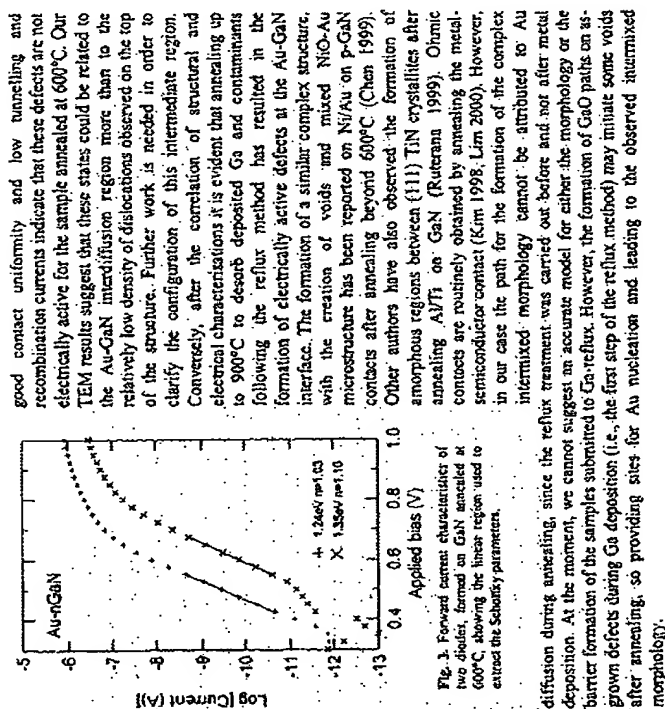 Au-nGaN
-5
-6
-7
-8
-9
-10
-11
-12
-13
Log[Current (A)]
+ 1.24eV n=1.03
× 1.35eV n=1.10
0.4
0.6
0.8
1.0
Applied bias (V)
Fig. 3. Forward current characteristics of
two diodes, formed on GaN annealed at
600°C, showing the linear region used to
extract the Schottky parameters.
good contact uniformity and low tunnelling and
recombination currents indicate that these defects are not
electrically active for the sample annealed at 600°C. Our
TEM results suggest that these states could be related to
the Au-GaN interdiffusion region more than to the
relatively low density of dislocations observed on the top
of the structure. Further work is needed in order to
clarify the configuration of this intermediate region.
Conversely, after the correlation of structural and
electrical characterisations it is evident that annealing up
to 900°C to desorb deposited Ga and contaminants
following the reflux method has resulted in the
formation of electrically active defects at the Au-GaN
interface. The formation of a similar complex structure,
with the creation of voids and mixed NiO-Au
microstructure has been reported on Ni/Au on p-GaN
contacts after annealing beyond 600°C (Chen 1999).
Other authors have also observed the formation of
amorphous regions between (111) TiN crystallites after
annealing Al/Ti on GaN (Ruterana 1999). Ohmic
contacts are routinely obtained by annealing the metal-
semiconductor contact (Kim 1998, Lim 2000). However,
in our case the path for the formation of the complex
intermixed morphology cannot be attributed to Au
diffusion during annealing, since the reflux treatment was carried out before and not after metal
deposition. At the moment, we cannot suggest an accurate model for either the morphology or the
barrier formation of the samples submitted to Ga reflux. However, the formation of GaO paths on as-
grown defects during Ga deposition (i.e., the first step of the reflux method) may initiate some voids
after annealing, so providing sites for Au nucleation and leading to the observed intermixed
morphology.